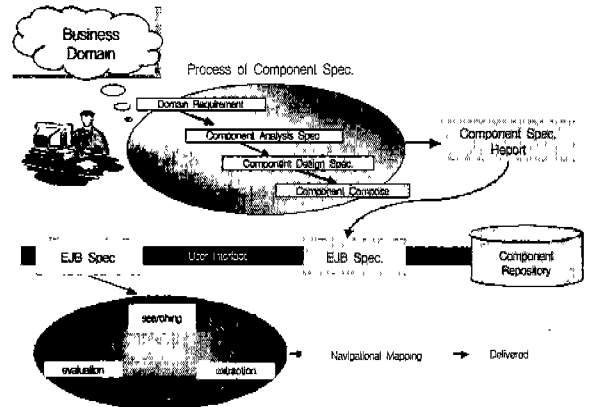 Business
Domain
Process of Component Spec.
Domain Requirement
Component Analysis Spec
Component Design Spec.
Component Compose
Component Spec.
Report
EJB Spec
User Interface
EJB Spec.
Component
Repository
searching
evaluation
extraction
Navigational Mapping
Delivered